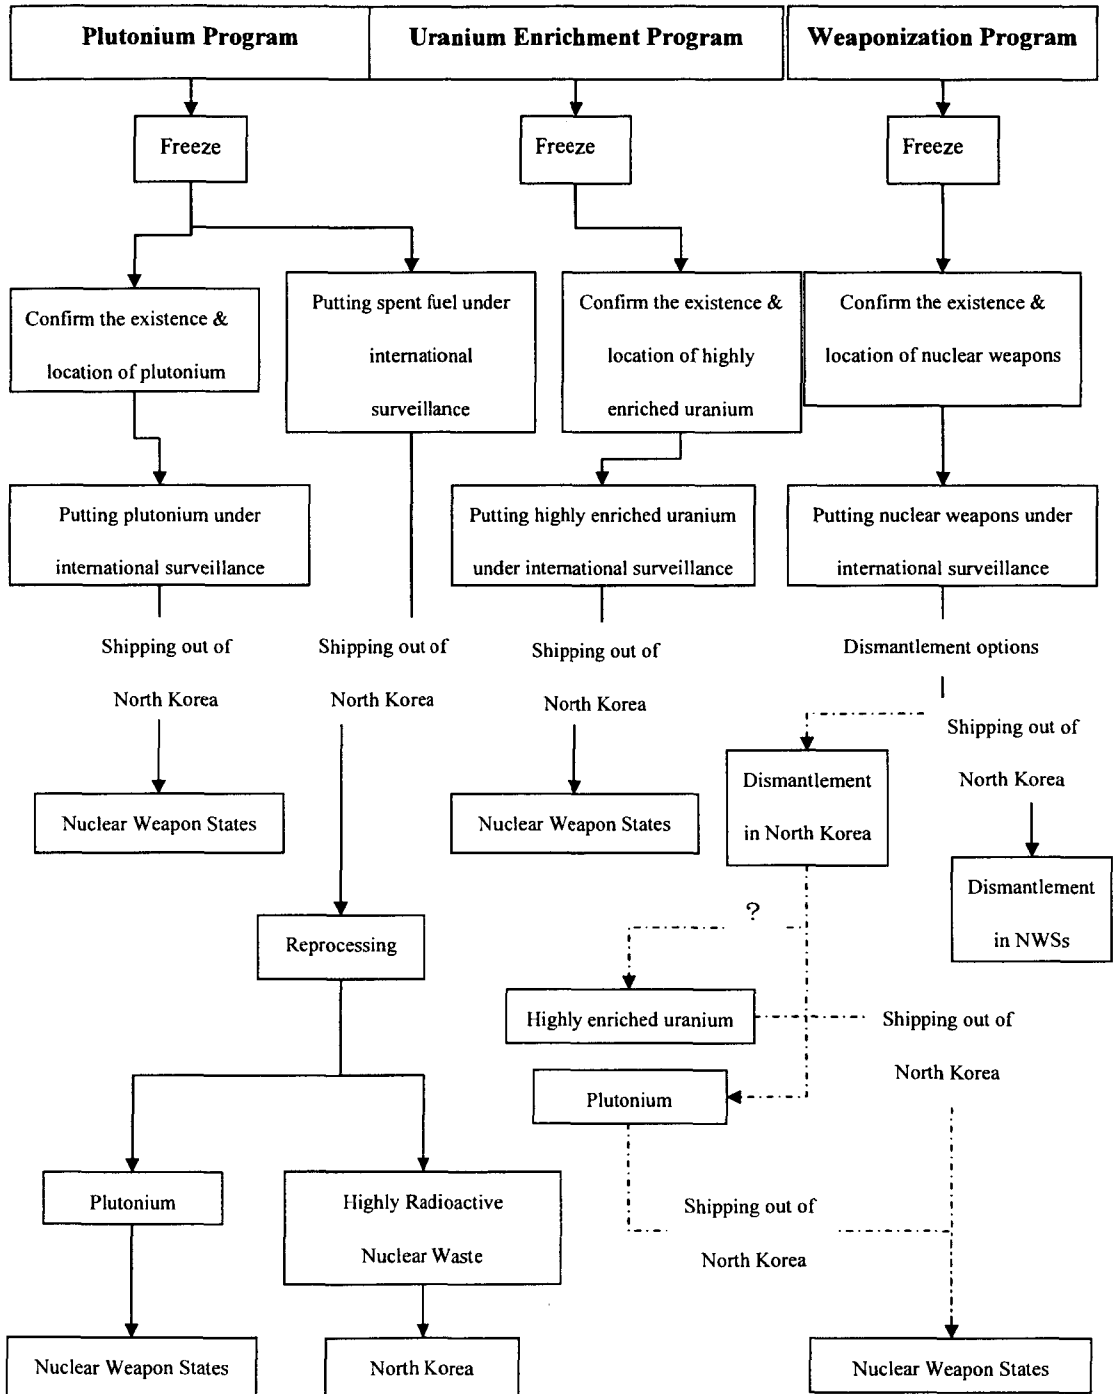 Plutonium Program
Uranium Enrichment Program
Weaponization Program
Freeze
Freeze
Freeze
Confirm the existence &
location of plutonium
Putting spent fuel under
international
surveillance
Confirm the existence &
location of highly
enriched uranium
Confirm the existence &
location of nuclear weapons
Putting plutonium under
international surveillance
Putting highly enriched uranium
under international surveillance
Putting nuclear weapons under
international surveillance
Shipping out of
North Korea
Shipping out of
North Korea
Shipping out of
North Korea
Dismantlement options
Shipping out of
North Korea
Nuclear Weapon States
Nuclear Weapon States
Dismantlement
in North Korea
Dismantlement
in NWSs
?
Reprocessing
Highly enriched uranium
Shipping out of
North Korea
Plutonium
Plutonium
Highly Radioactive
Nuclear Waste
Shipping out of
North Korea
Nuclear Weapon States
North Korea
Nuclear Weapon States